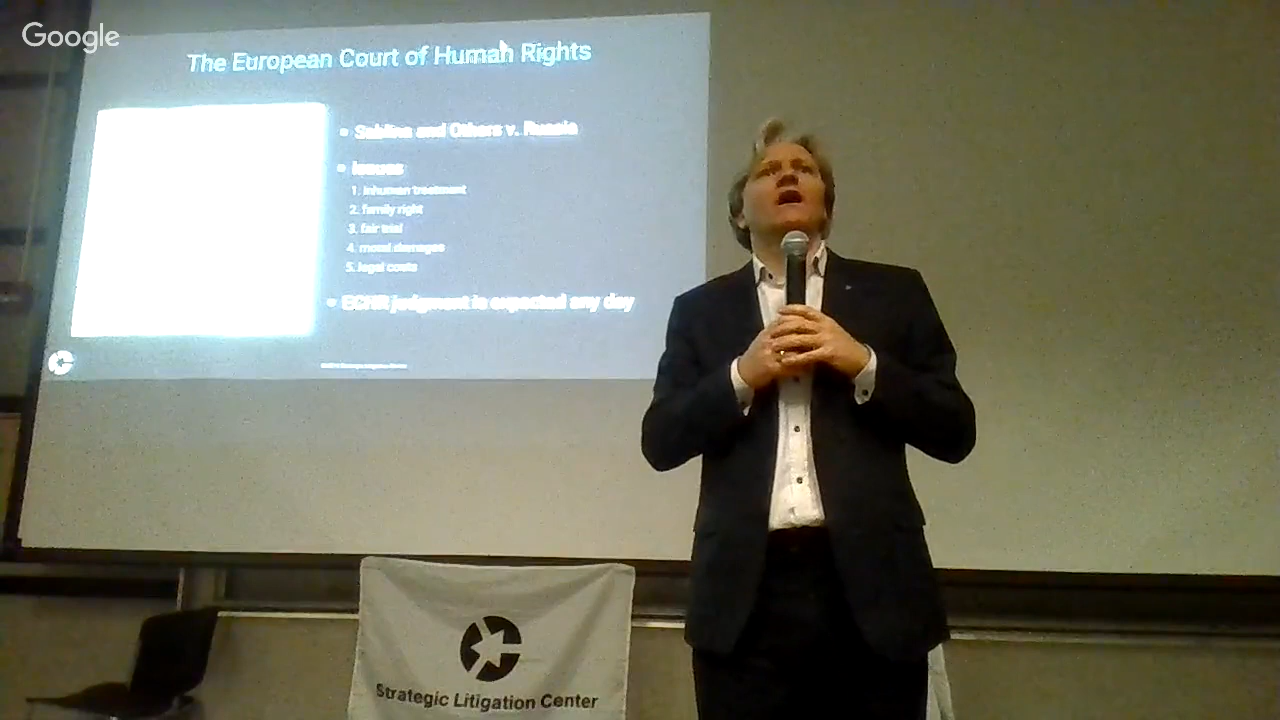 Google
The European Court of Human Rights
• Sablina and Others v. Russia
• Issues
1. inhuman treatment
2. family right
3. fair trial
4. moral damages
5. legal costs
• ECHR judgment is expected any day
Strategic Litigation Center